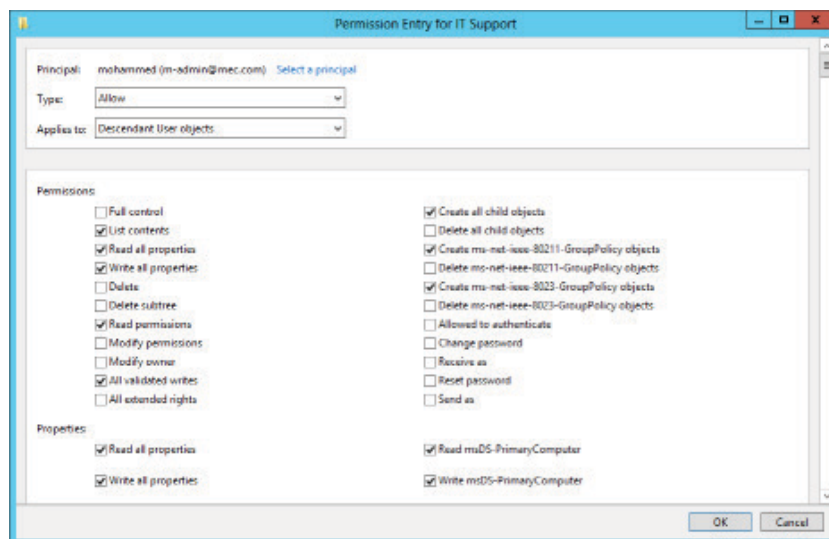 Permission Entry for IT Support
Principal: mohammed (m-admin@mec.com) Select a principal
Type: Allow
Applies to: Descendant User objects
Permissions:
Full control
List contents
Read all properties
Write all properties
Delete
Delete subtree
Read permissions
Modify permissions
Modify owner
All validated writes
All extended rights
Create all child objects
Delete all child objects
Create ms-net-ieee-80211-GroupPolicy objects
Delete ms-net-ieee-80211-GroupPolicy objects
Create ms-net-ieee-8023-GroupPolicy objects
Delete ms-net-ieee-8023-GroupPolicy objects
Allowed to authenticate
Change password
Receive as
Reset password
Send as
Properties:
Read all properties
Write all properties
Read msDS-PrimaryComputer
Write msDS-PrimaryComputer
OK Cancel